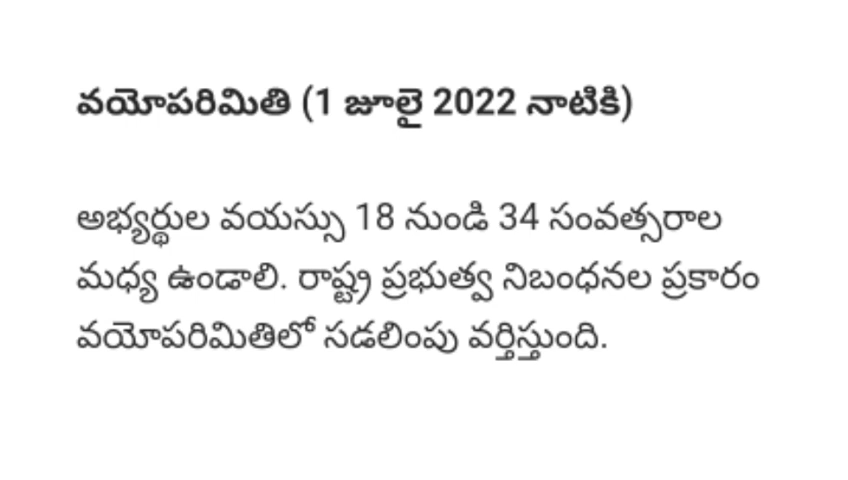 వయోపరిమితి (1 జూలై 2022 నాటికి)
అభ్యర్థుల వయస్సు 18 నుండి 34 సంవత్సరాల
మధ్య ఉండాలి. రాష్ట్ర ప్రభుత్వ నిబంధనల ప్రకారం
వయోపరిమితిలో సడలింపు వర్తిస్తుంది.